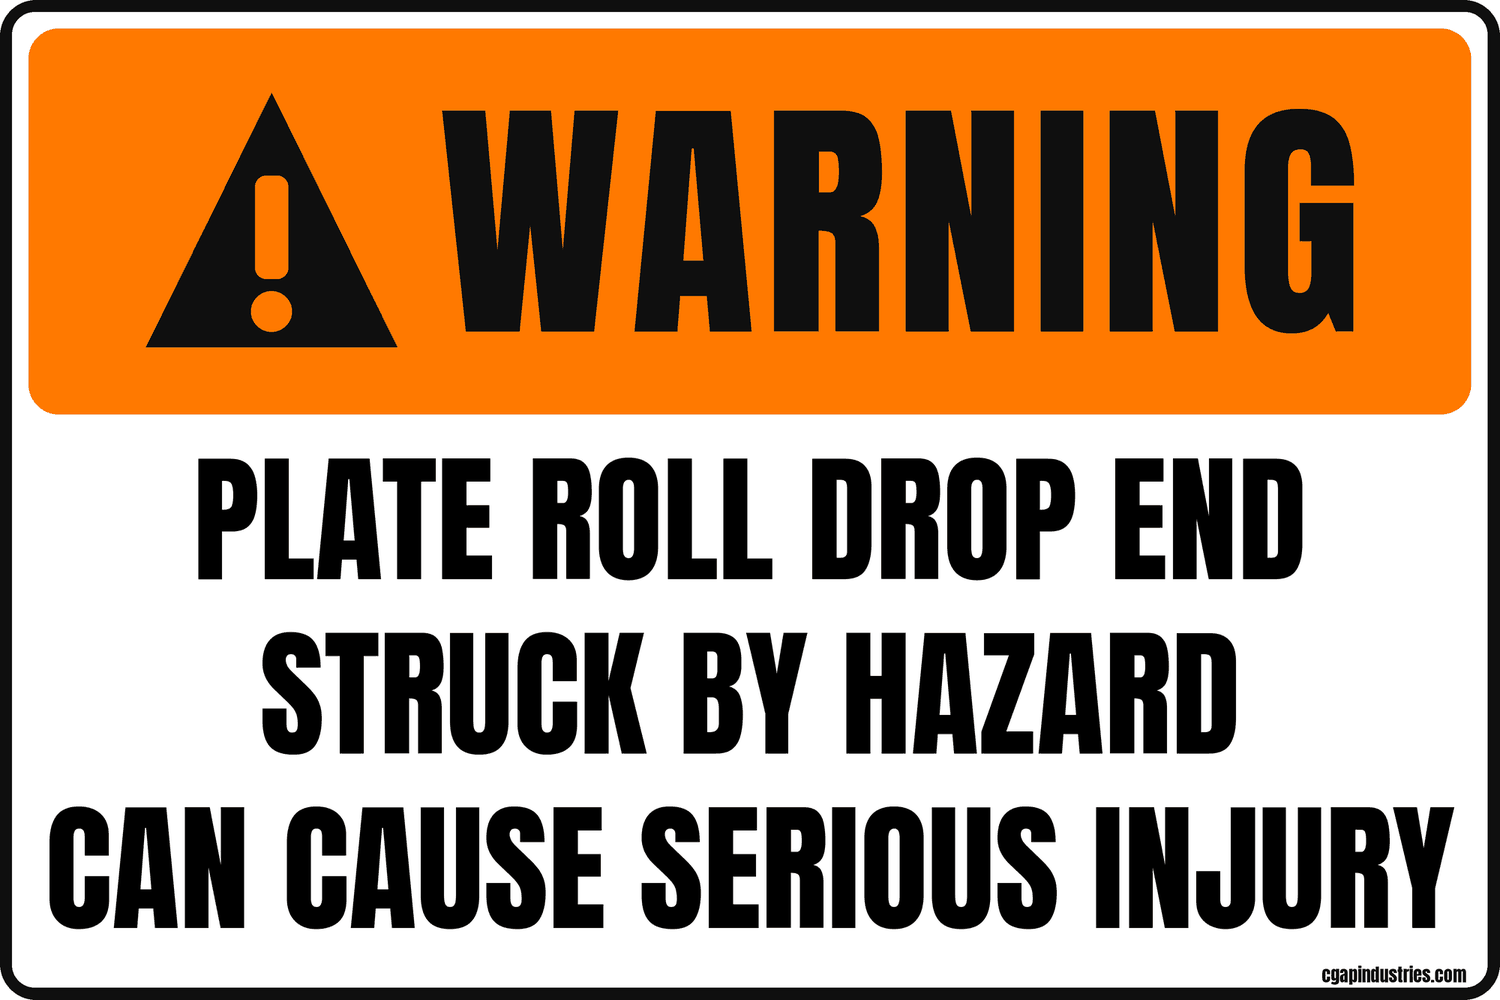 WARNING
PLATE ROLL DROP END
STRUCK BY HAZARD
CAN CAUSE SERIOUS INJURY
cgapindustries.com